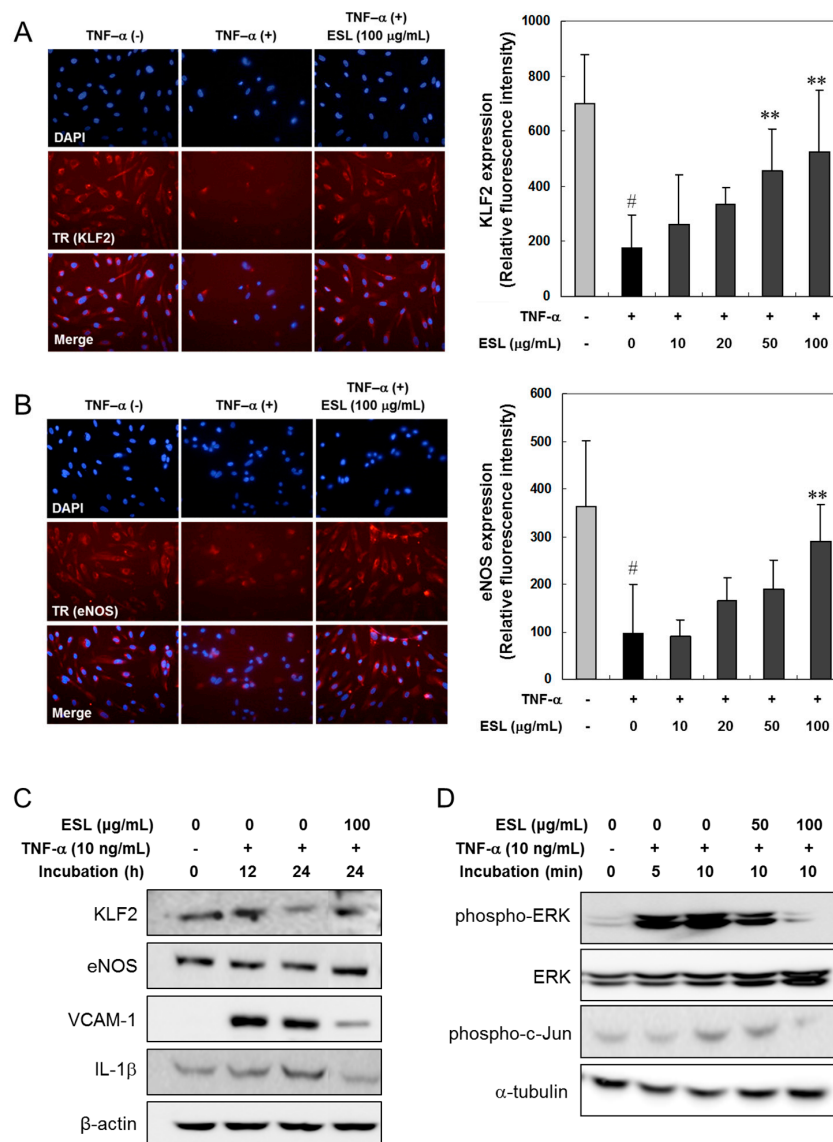 A
TNF–α (-) TNF–α (+) TNF–α (+)
ESL (100 μg/mL)
DAPI
TR (KLF2)
Merge
KLF2 expression
(Relative fluorescence intensity)
1000
800
600
400
200
0
#
**
**
TNF-α - + + + + +
ESL (μg/mL) - 0 10 20 50 100
B
TNF–α (-) TNF–α (+) TNF–α (+)
ESL (100 μg/mL)
DAPI
TR (eNOS)
Merge
eNOS expression
(Relative fluorescence intensity)
600
500
400
300
200
100
0
#
**
TNF-α - + + + + +
ESL (μg/mL) - 0 10 20 50 100
C
ESL (μg/mL) 0 0 0 100
TNF-α (10 ng/mL) - + + +
Incubation (h) 0 12 24 24
KLF2
eNOS
VCAM-1
IL-1β
β-actin
D
ESL (μg/mL) 0 0 0 50 100
TNF-α (10 ng/mL) - + + + +
Incubation (min) 0 5 10 10 10
phospho-ERK
ERK
phospho-c-Jun
α-tubulin